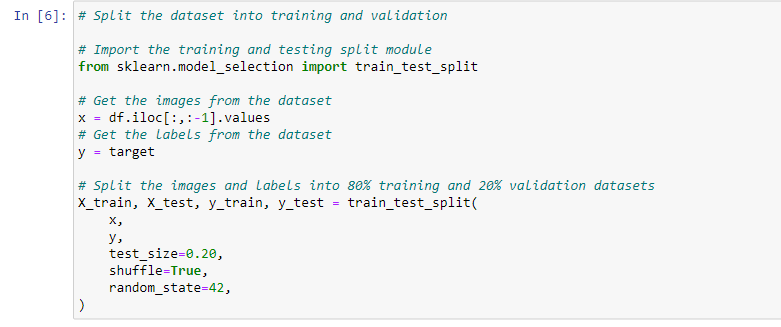 In [6]: # Split the dataset into training and validation
# Import the training and testing split module
from sklearn.model_selection import train_test_split
# Get the images from the dataset
x = df.iloc[:,:-1].values
# Get the labels from the dataset
y = target
# Split the images and labels into 80% training and 20% validation datasets
X_train, X_test, y_train, y_test = train_test_split(
    x,
    y,
    test_size=0.20,
    shuffle=True,
    random_state=42,
)